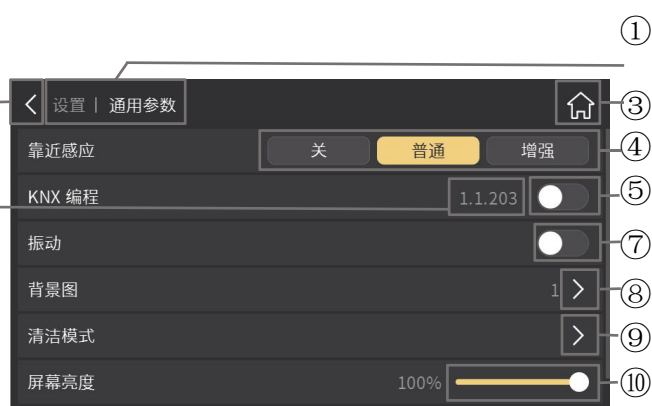 ①
设置 | 通用参数 ③
靠近感应 关 普通 增强 ④
KNX 编程 1.1.203 ⑤
振动 ⑦
背景图 1 ⑧
清洁模式 ⑨
屏幕亮度 100% ⑩